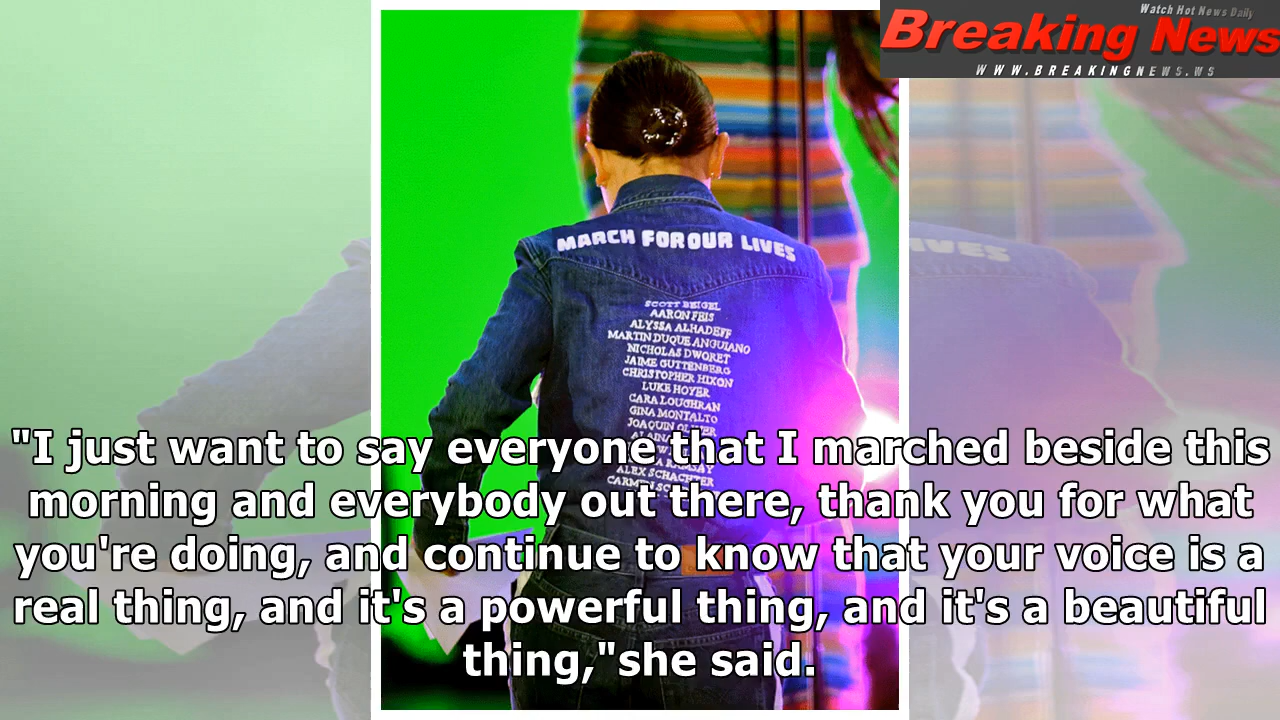 Watch Hot News Daily
Breaking News
WWW.BREAKINGNEWS.WS
MARCH FOR OUR LIVES
IVES
SCOTT BEIGEL
AARON FEIS
ALYSSA ALHADEFF
MARTIN DUQUE ANGUIANO
NICHOLAS DWORET
JAIME GUTTENBERG
CHRISTOPHER HIXON
LUKE HOYER
CARA LOUGHRAN
GINA MONTALTO
JOAQUIN OLIVER
ALEX SCHACHTER
"I just want to say everyone that I marched beside this
morning and everybody out there, thank you for what
you're doing, and continue to know that your voice is a
real thing, and it's a powerful thing, and it's a beautiful
thing,"she said.